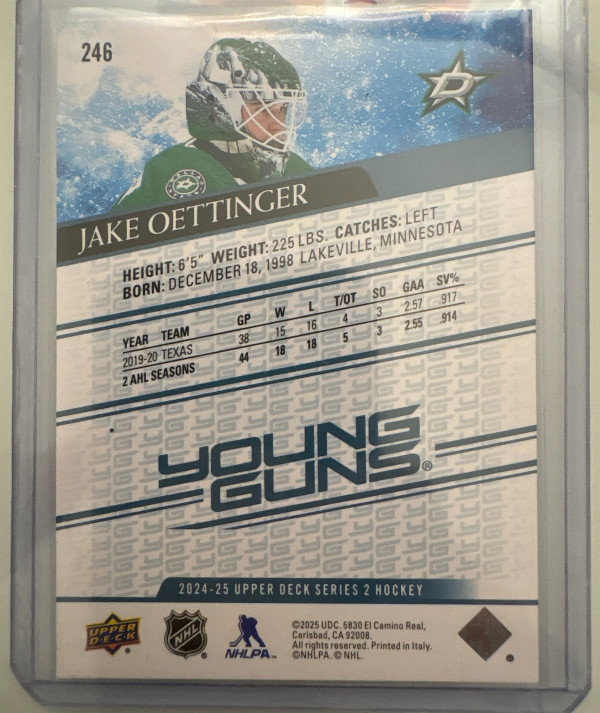 246
D
JAKE OETTINGER
HEIGHT: 6'5" WEIGHT: 225 LBS. CATCHES: LEFT
BORN: DECEMBER 18, 1998 LAKEVILLE, MINNESOTA
YEAR TEAM GP W L T/OT SO GAA SV%
2019-20 TEXAS 38 15 16 4 3 2.57 .917
2 AHL SEASONS 44 18 18 5 3 2.55 .914
YOUNG
GUNS®
2024-25 UPPER DECK SERIES 2 HOCKEY
UPPER
D·E·C·K
NHL
NHLPA™
©2025 UDC. 5830 El Camino Real,
Carlsbad, CA 92008.
All rights reserved. Printed in Italy.
©NHLPA. © NHL.